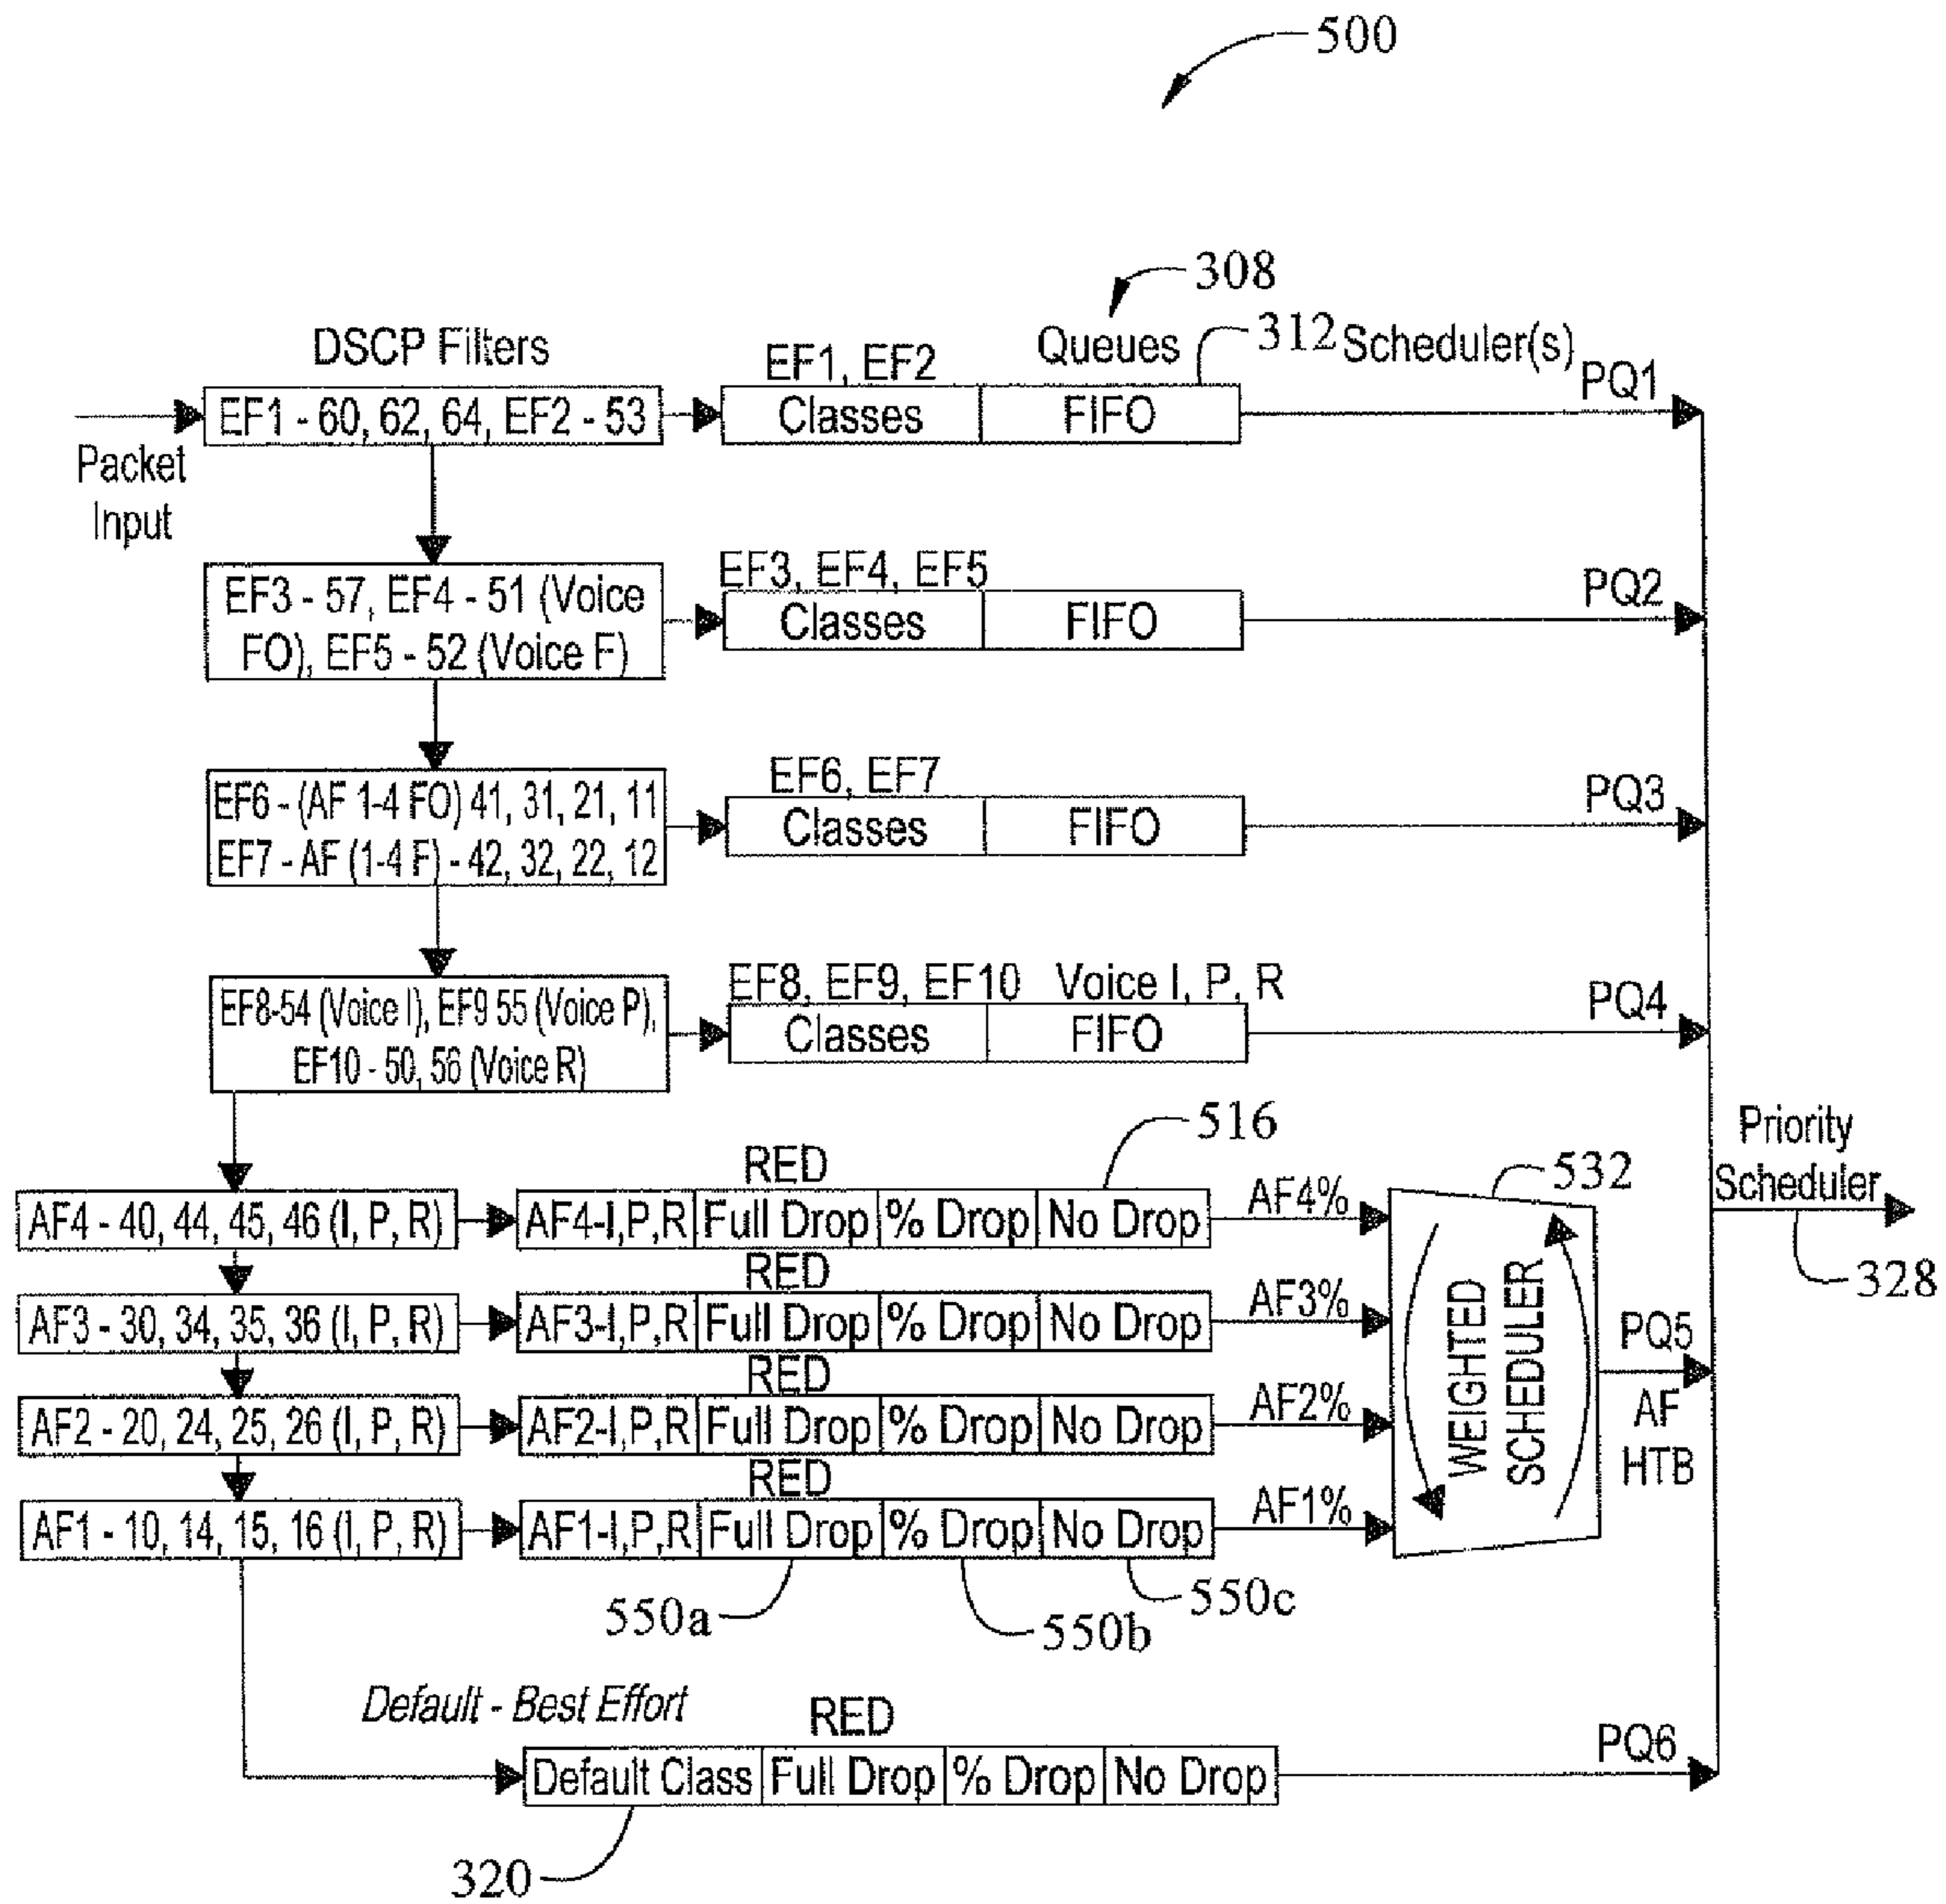 500
308
DSCP Filters
Queues
312
Scheduler(s)
EF1, EF2
PQ1
EF1 - 60, 62, 64, EF2 - 53
Classes
FIFO
Packet
Input
EF3, EF4, EF5
PQ2
EF3 - 57, EF4 - 51 (Voice
FO), EF5 - 52 (Voice F)
Classes
FIFO
EF6, EF7
PQ3
EF6 - (AF 1-4 FO) 41, 31, 21, 11
EF7 - AF (1-4 F) - 42, 32, 22, 12
Classes
FIFO
EF8, EF9, EF10
Voice I, P, R
PQ4
EF8-54 (Voice I), EF9 55 (Voice P),
EF10 - 50, 56 (Voice R)
Classes
FIFO
516
Priority
Scheduler
328
RED
532
AF4 - 40, 44, 45, 46 (I, P, R)
AF4-I,P,R
Full Drop
% Drop
No Drop
AF4%
RED
AF3 - 30, 34, 35, 36 (I, P, R)
AF3-I,P,R
Full Drop
% Drop
No Drop
AF3%
WEIGHTED
SCHEDULER
PQ5
AF
HTB
RED
AF2 - 20, 24, 25, 26 (I, P, R)
AF2-I,P,R
Full Drop
% Drop
No Drop
AF2%
RED
AF1 - 10, 14, 15, 16 (I, P, R)
AF1-I,P,R
Full Drop
% Drop
No Drop
AF1%
550a
550b
550c
Default - Best Effort
RED
PQ6
Default Class
Full Drop
% Drop
No Drop
320